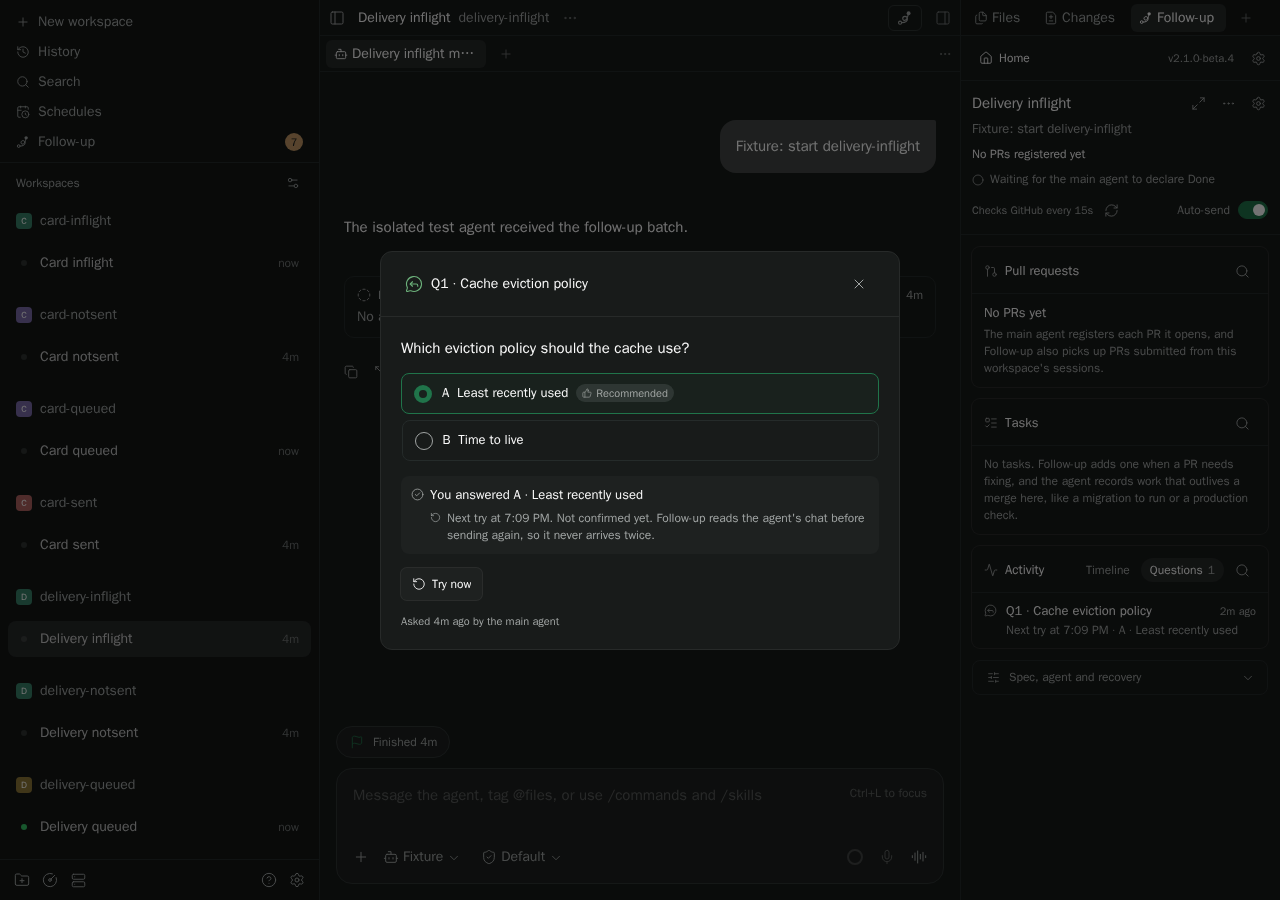 New workspace
History
Search
Schedules
Follow-up 7
Workspaces
C card-inflight
Card inflight now
C card-notsent
Card notsent 4m
C card-queued
Card queued now
C card-sent
Card sent 4m
D delivery-inflight
Delivery inflight 4m
D delivery-notsent
Delivery notsent 4m
D delivery-queued
Delivery queued now
Delivery inflight delivery-inflight
Delivery inflight m···
Fixture: start delivery-inflight
The isolated test agent received the follow-up batch.
4m
No
Q1 · Cache eviction policy
Which eviction policy should the cache use?
A Least recently used Recommended
B Time to live
You answered A · Least recently used
Next try at 7:09 PM. Not confirmed yet. Follow-up reads the agent's chat before
sending again, so it never arrives twice.
Try now
Asked 4m ago by the main agent
Finished 4m
Message the agent, tag @files, or use /commands and /skills Ctrl+L to focus
Fixture Default
Files Changes Follow-up
Home v2.1.0-beta.4
Delivery inflight
Fixture: start delivery-inflight
No PRs registered yet
Waiting for the main agent to declare Done
Checks GitHub every 15s Auto-send
Pull requests
No PRs yet
The main agent registers each PR it opens, and
Follow-up also picks up PRs submitted from this
workspace's sessions.
Tasks
No tasks. Follow-up adds one when a PR needs
fixing, and the agent records work that outlives a
merge here, like a migration to run or a production
check.
Activity Timeline Questions 1
Q1 · Cache eviction policy 2m ago
Next try at 7:09 PM · A · Least recently used
Spec, agent and recovery